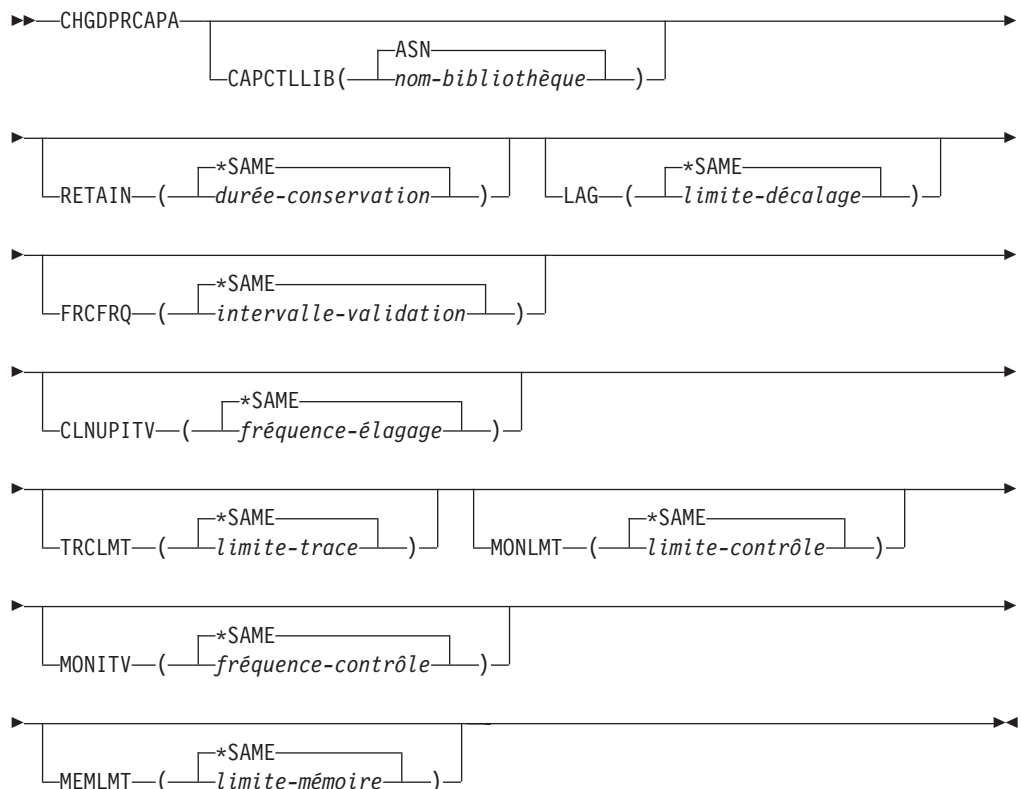 CHGDPRCAPA
ASN
CAPCTLLIB( nom-bibliothèque )
*SAME *SAME
RETAIN ( durée-conservation ) LAG ( limite-décalage )
*SAME
FRCFRQ ( intervalle-validation )
*SAME
CLNUPITV ( fréquence-élagage )
*SAME *SAME
TRCLMT ( limite-trace ) MONLMT ( limite-contrôle )
*SAME
MONITV ( fréquence-contrôle )
*SAME
MEMLMT ( limite-mémoire )